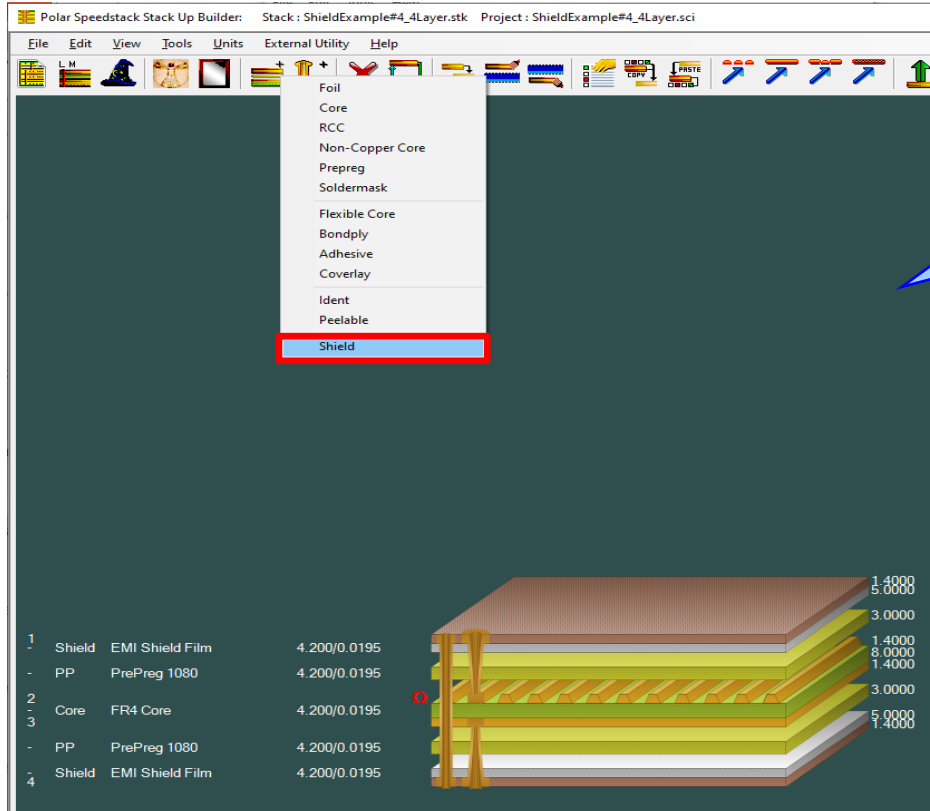 Polar Speedstack Stack Up Builder: Stack : ShieldExample#4_4Layer.stk Project : ShieldExample#4_4Layer.sci
File Edit View Tools Units External Utility Help
L M
COPY
PASTE
Foil
Core
RCC
Non-Copper Core
Prepreg
Soldermask
Flexible Core
Bondply
Adhesive
Coverlay
Ident
Peelable
Shield
1.4000
5.0000
3.0000
1
- Shield EMI Shield Film 4.200/0.0195
1.4000
8.0000
1.4000
- PP PrePreg 1080 4.200/0.0195
3.0000
2
- Core FR4 Core 4.200/0.0195 Ω
3
5.0000
1.4000
- PP PrePreg 1080 4.200/0.0195
- Shield EMI Shield Film 4.200/0.0195
4